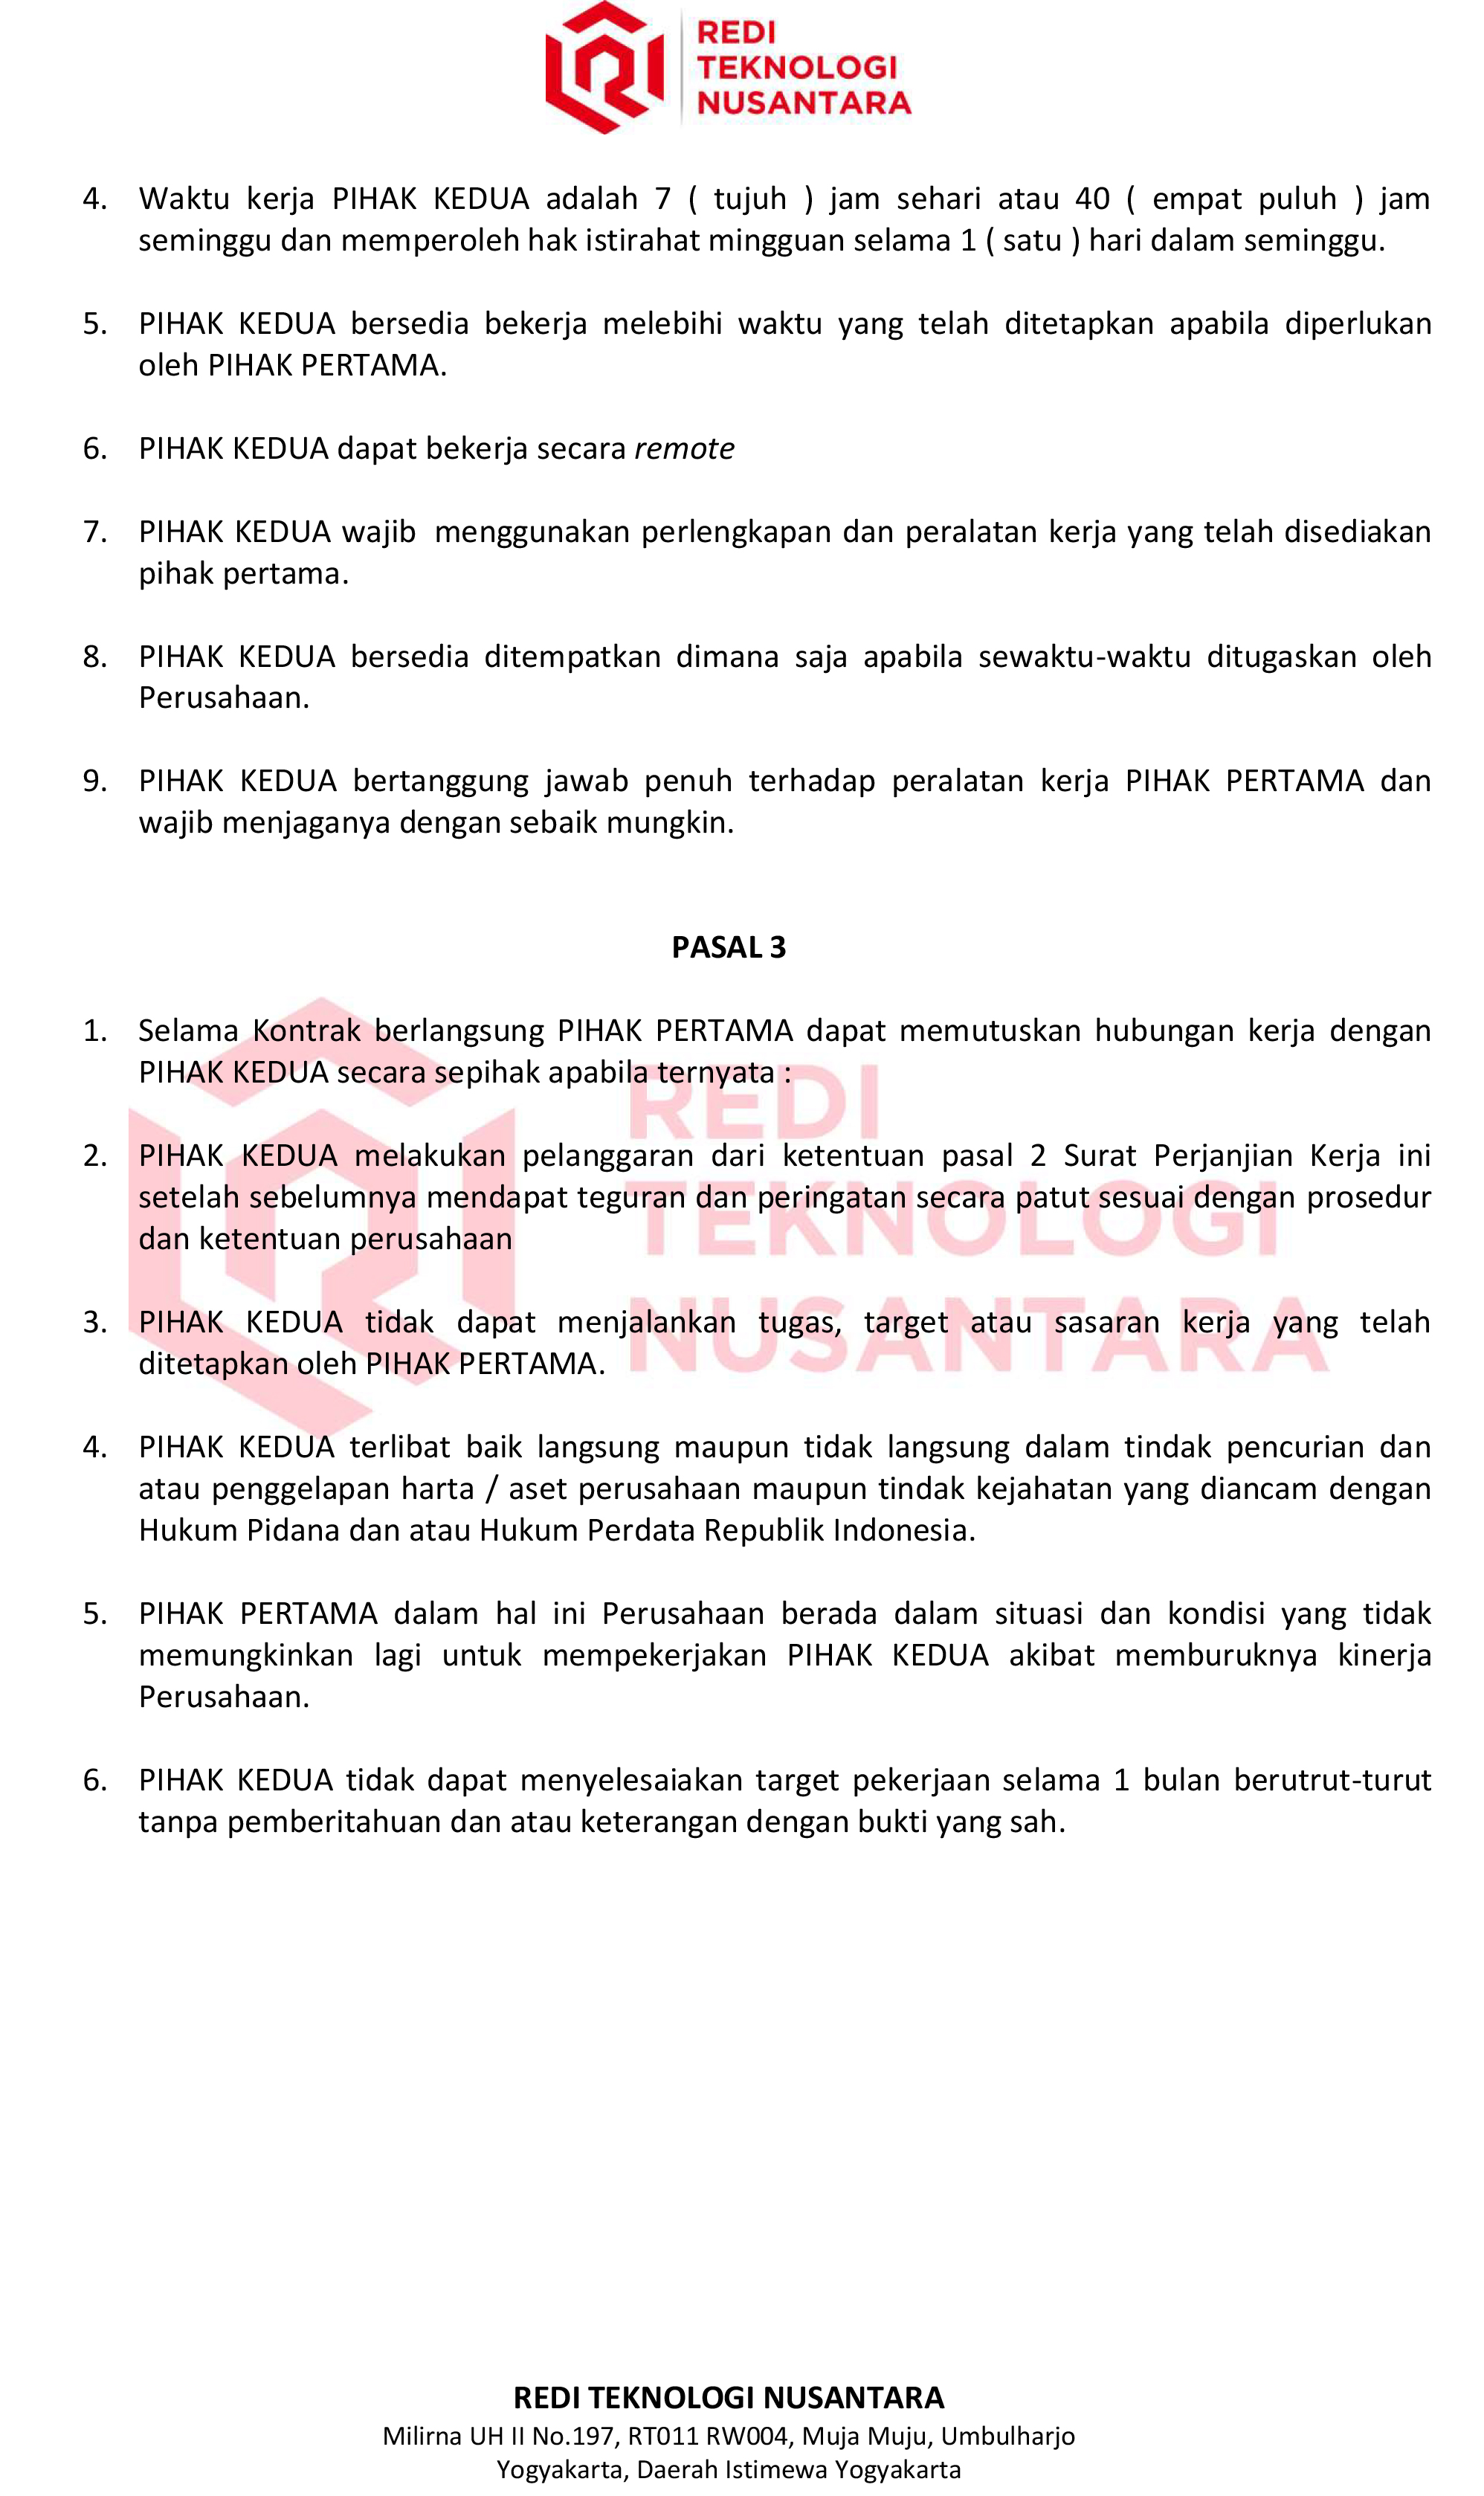 REDI
TEKNOLOGI
NUSANTARA
4. Waktu kerja PIHAK KEDUA adalah 7 ( tujuh ) jam sehari atau 40 ( empat puluh ) jam
seminggu dan memperoleh hak istirahat mingguan selama 1 ( satu ) hari dalam seminggu.
5. PIHAK KEDUA bersedia bekerja melebihi waktu yang telah ditetapkan apabila diperlukan
oleh PIHAK PERTAMA.
6. PIHAK KEDUA dapat bekerja secara remote
7. PIHAK KEDUA wajib menggunakan perlengkapan dan peralatan kerja yang telah disediakan
pihak pertama.
8. PIHAK KEDUA bersedia ditempatkan dimana saja apabila sewaktu-waktu ditugaskan oleh
Perusahaan.
9. PIHAK KEDUA bertanggung jawab penuh terhadap peralatan kerja PIHAK PERTAMA dan
wajib menjaganya dengan sebaik mungkin.
PASAL 3
1. Selama Kontrak berlangsung PIHAK PERTAMA dapat memutuskan hubungan kerja dengan
PIHAK KEDUA secara sepihak apabila ternyata :
2. PIHAK KEDUA melakukan pelanggaran dari ketentuan pasal 2 Surat Perjanjian Kerja ini
setelah sebelumnya mendapat teguran dan peringatan secara patut sesuai dengan prosedur
dan ketentuan perusahaan
3. PIHAK KEDUA tidak dapat menjalankan tugas, target atau sasaran kerja yang telah
ditetapkan oleh PIHAK PERTAMA.
4. PIHAK KEDUA terlibat baik langsung maupun tidak langsung dalam tindak pencurian dan
atau penggelapan harta / aset perusahaan maupun tindak kejahatan yang diancam dengan
Hukum Pidana dan atau Hukum Perdata Republik Indonesia.
5. PIHAK PERTAMA dalam hal ini Perusahaan berada dalam situasi dan kondisi yang tidak
memungkinkan lagi untuk mempekerjakan PIHAK KEDUA akibat memburuknya kinerja
Perusahaan.
6. PIHAK KEDUA tidak dapat menyelesaiakan target pekerjaan selama 1 bulan berutrut-turut
tanpa pemberitahuan dan atau keterangan dengan bukti yang sah.
REDI
TEKNOLOGI
NUSANTARA
REDI TEKNOLOGI NUSANTARA
Milirna UH II No.197, RT011 RW004, Muja Muju, Umbulharjo
Yogyakarta, Daerah Istimewa Yogyakarta